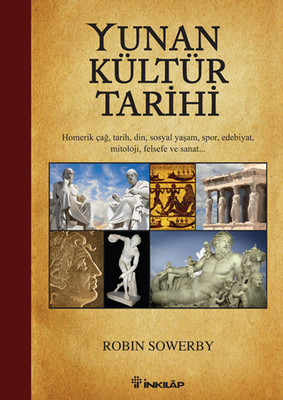 YUNAN
KÜLTÜR
TARİHİ
Homerik çağ, tarih, din, sosyal yaşam, spor, edebiyat,
mitoloji, felsefe ve sanat...
ROBIN SOWERBY
İNKILÂP